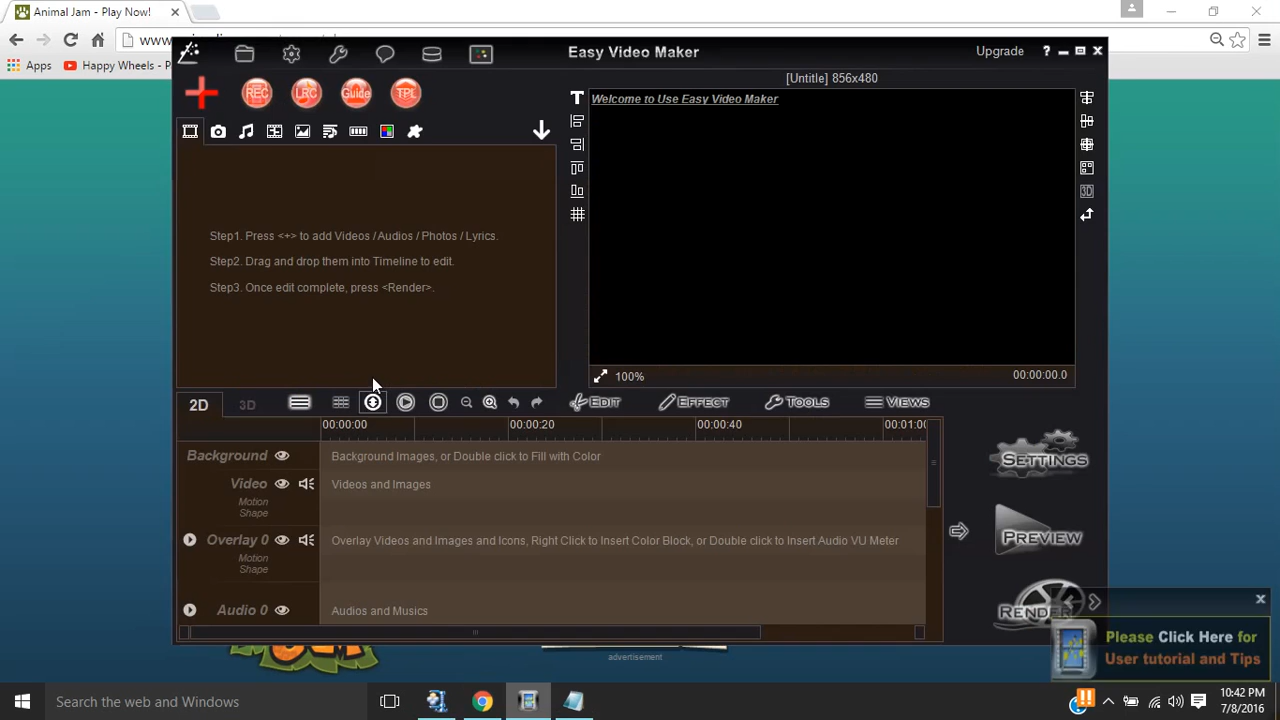 Animal Jam - Play Now!
www.
Apps
Happy Wheels - P
Easy Video Maker
Upgrade
?
[Untitle] 856x480
REC
LRC
Guide
TPL
Welcome to Use Easy Video Maker
Step1. Press <+> to add Videos / Audios / Photos / Lyrics.
Step2. Drag and drop them into Timeline to edit.
Step3. Once edit complete, press <Render>.
100%
00:00:00.0
2D
3D
EDIT
EFFECT
TOOLS
VIEWS
00:00:00
00:00:20
00:00:40
00:01:00
Background
Background Images, or Double click to Fill with Color
Video
Videos and Images
Motion
Shape
Overlay 0
Overlay Videos and Images and Icons, Right Click to Insert Color Block, or Double click to Insert Audio VU Meter
Motion
Shape
Audio 0
Audios and Musics
SETTINGS
PREVIEW
RENDER
Please Click Here for
User tutorial and Tips
advertisement
Search the web and Windows
10:42 PM
7/8/2016